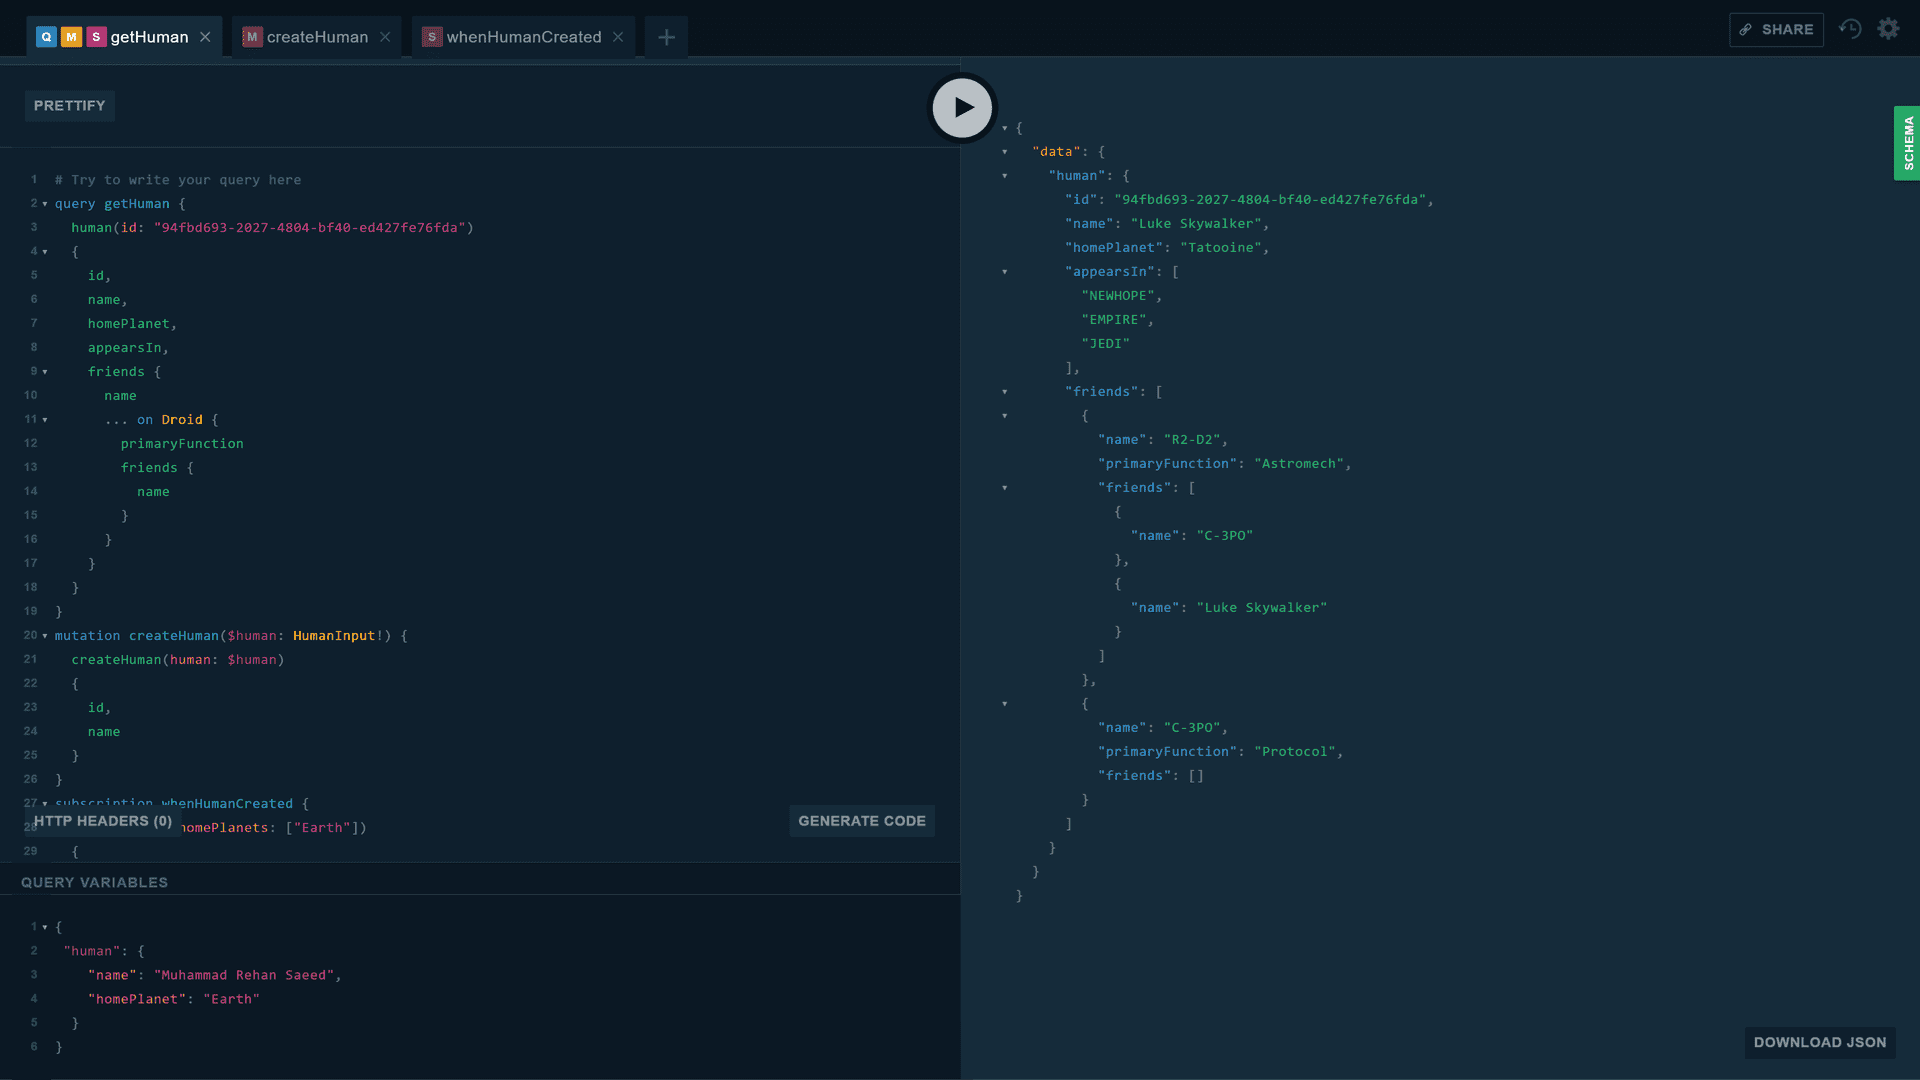 Q M S getHuman × M createHuman × S whenHumanCreated × +
SHARE
PRETTIFY
SCHEMA
1 # Try to write your query here
2 query getHuman {
3 human(id: "94fbd693-2027-4804-bf40-ed427fe76fda")
4 {
5 id,
6 name,
7 homePlanet,
8 appearsIn,
9 friends {
10 name
11 ... on Droid {
12 primaryFunction
13 friends {
14 name
15 }
16 }
17 }
18 }
19 }
20 mutation createHuman($human: HumanInput!) {
21 createHuman(human: $human)
22 {
23 id,
24 name
25 }
26 }
27 subscription whenHumanCreated {
28 homePlanets: ["Earth"])
29 {
HTTP HEADERS (0)
GENERATE CODE
QUERY VARIABLES
1 {
2 "human": {
3 "name": "Muhammad Rehan Saeed",
4 "homePlanet": "Earth"
5 }
6 }
{
"data": {
"human": {
"id": "94fbd693-2027-4804-bf40-ed427fe76fda",
"name": "Luke Skywalker",
"homePlanet": "Tatooine",
"appearsIn": [
"NEWHOPE",
"EMPIRE",
"JEDI"
],
"friends": [
{
"name": "R2-D2",
"primaryFunction": "Astromech",
"friends": [
{
"name": "C-3PO"
},
{
"name": "Luke Skywalker"
}
]
},
{
"name": "C-3PO",
"primaryFunction": "Protocol",
"friends": []
}
]
}
}
}
DOWNLOAD JSON